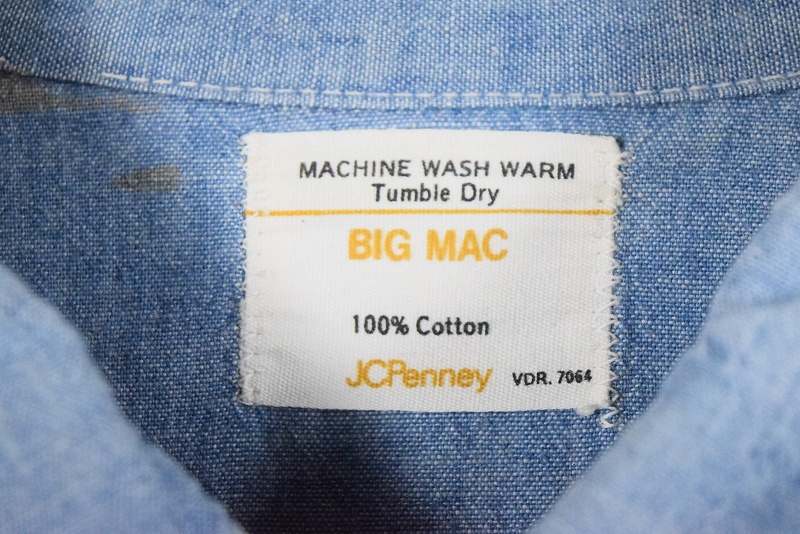 MACHINE WASH WARM
Tumble Dry
BIG MAC
100% Cotton
JCPenney VDR. 7064